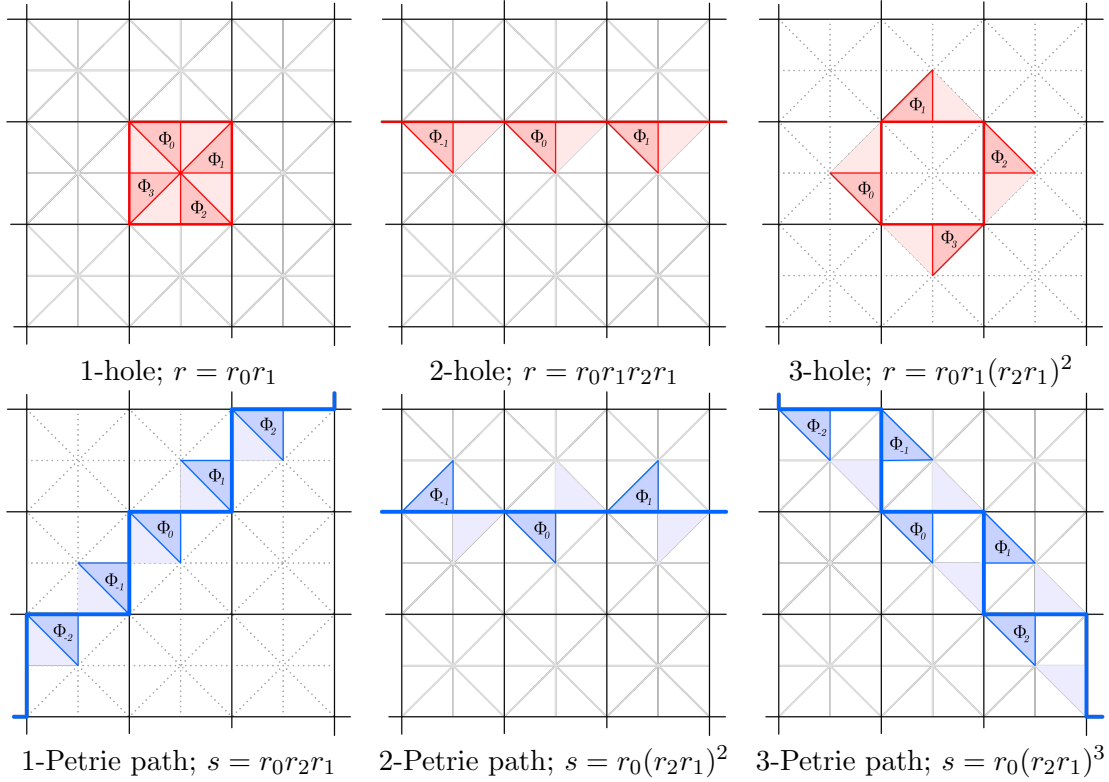 Φ₀ Φ₁ Φ₃ Φ₂
Φ₋₁ Φ₀ Φ₁
Φ₁ Φ₂ Φ₀ Φ₃
1-hole; r = r₀r₁
2-hole; r = r₀r₁r₂r₁
3-hole; r = r₀r₁(r₂r₁)²
Φ₂ Φ₁ Φ₀ Φ₋₁ Φ₋₂
Φ₋₁ Φ₀ Φ₁
Φ₋₂ Φ₋₁ Φ₀ Φ₁ Φ₂
1-Petrie path; s = r₀r₂r₁
2-Petrie path; s = r₀(r₂r₁)²
3-Petrie path; s = r₀(r₂r₁)³